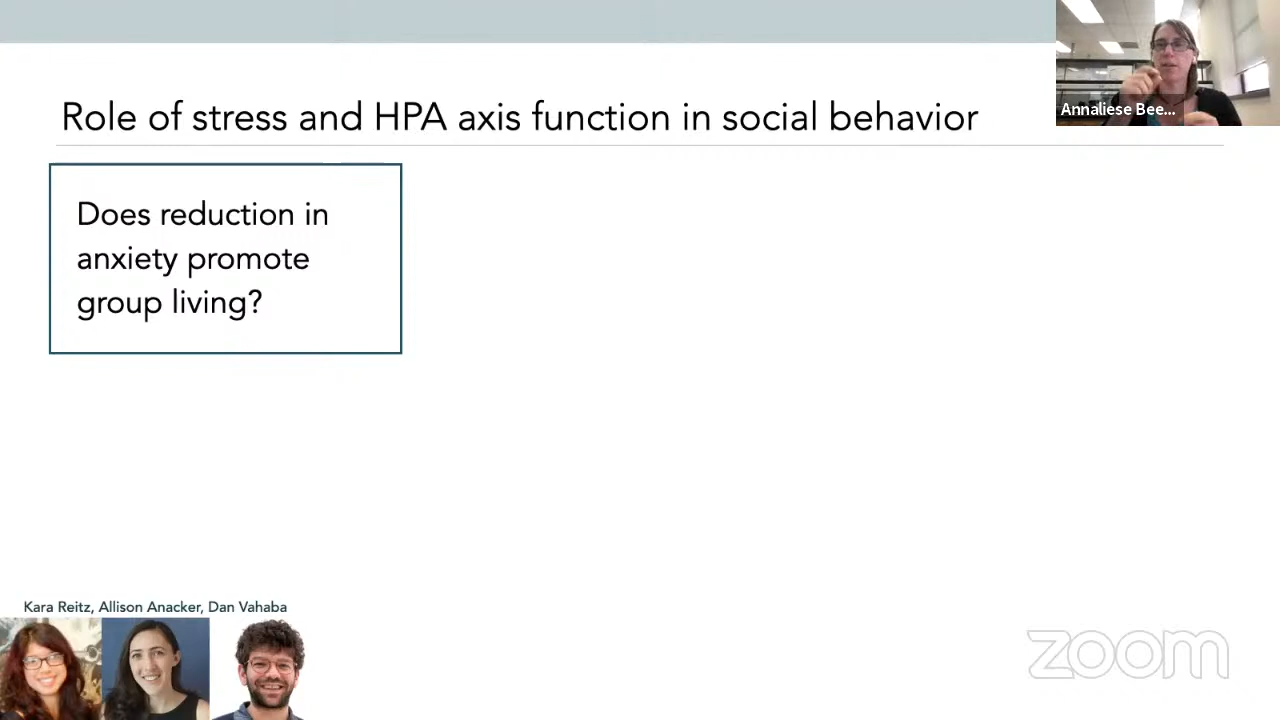 Annaliese Bee...
Role of stress and HPA axis function in social behavior
Does reduction in
anxiety promote
group living?
Kara Reitz, Allison Anacker, Dan Vahaba
zoom